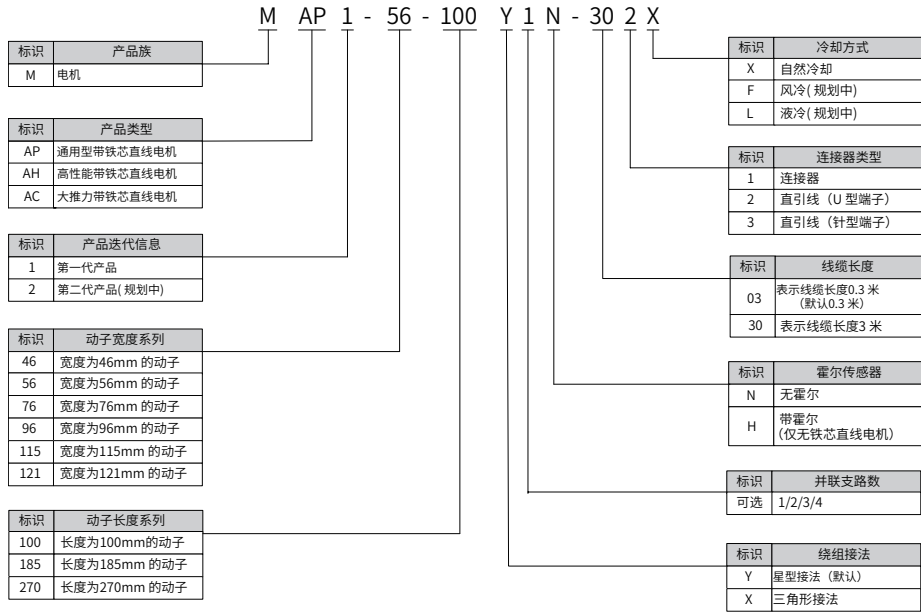 M AP 1 - 56 - 100 Y 1 N - 30 2 X
标识 产品族
M 电机
标识 产品类型
AP 通用型带铁芯直线电机
AH 高性能带铁芯直线电机
AC 大推力带铁芯直线电机
标识 产品迭代信息
1 第一代产品
2 第二代产品( 规划中)
标识 动子宽度系列
46 宽度为46mm 的动子
56 宽度为56mm 的动子
76 宽度为76mm 的动子
96 宽度为96mm 的动子
115 宽度为115mm 的动子
121 宽度为121mm 的动子
标识 动子长度系列
100 长度为100mm的动子
185 长度为185mm 的动子
270 长度为270mm 的动子
标识 冷却方式
X 自然冷却
F 风冷( 规划中)
L 液冷( 规划中)
标识 连接器类型
1 连接器
2 直引线（U 型端子）
3 直引线（针型端子）
标识 线缆长度
03 表示线缆长度0.3 米
（默认0.3 米）
30 表示线缆长度3 米
标识 霍尔传感器
N 无霍尔
H 带霍尔
（仅无铁芯直线电机）
标识 并联支路数
可选 1/2/3/4
标识 绕组接法
Y 星型接法（默认）
X 三角形接法